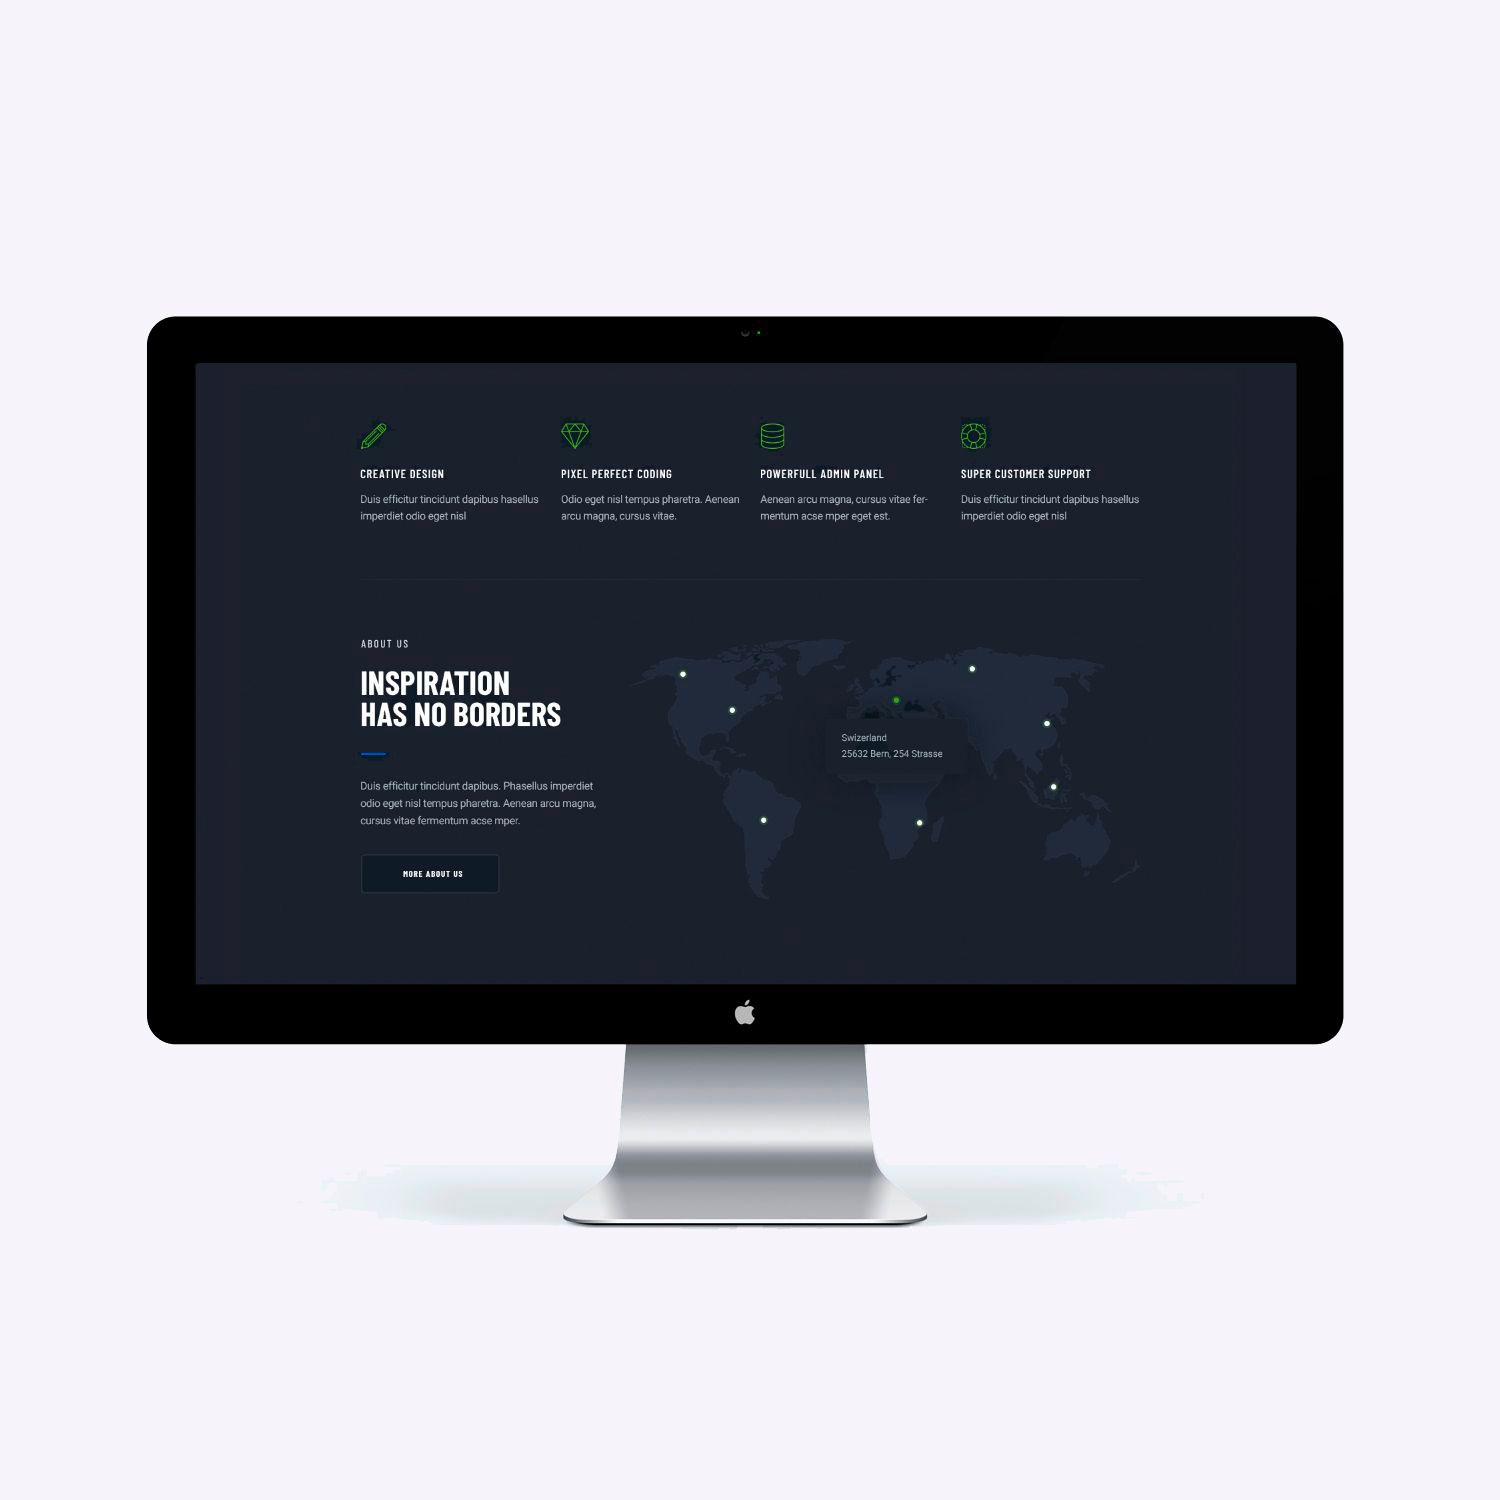 CREATIVE DESIGN
Duis efficitur tincidunt dapibus hasellus
imperdiet odio eget nisl
PIXEL PERFECT CODING
Odio eget nisl tempus pharetra. Aenean
arcu magna, cursus vitae.
POWERFULL ADMIN PANEL
Aenean arcu magna, cursus vitae fer-
mentum acse mper eget est.
SUPER CUSTOMER SUPPORT
Duis efficitur tincidunt dapibus hasellus
imperdiet odio eget nisl
ABOUT US
INSPIRATION
HAS NO BORDERS
Duis efficitur tincidunt dapibus. Phasellus imperdiet
odio eget nisl tempus pharetra. Aenean arcu magna,
cursus vitae fermentum acse mper.
MORE ABOUT US
Swizerland
25632 Bern, 254 Strasse